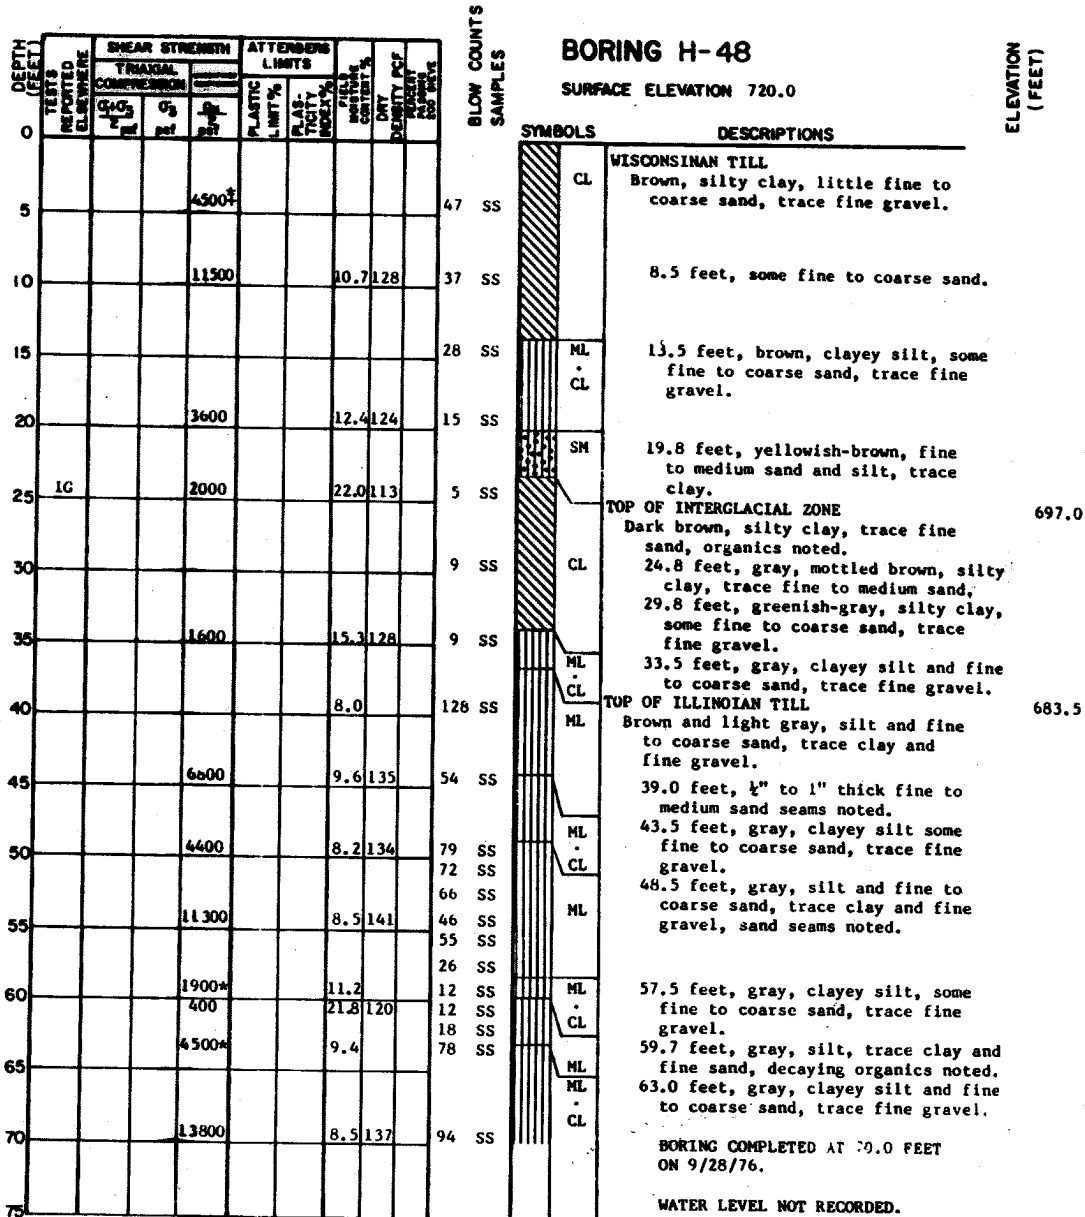 BORING H-48
SURFACE ELEVATION 720.0
DEPTH (FEET)
TESTS REPORTED ELSEWHERE
SHEAR STRENGTH
TRIAXIAL COMPRESSION
psf
ATTERBERG LIMITS
PLASTIC LIMIT %
PLAS-TICITY INDEX %
FIELD MOISTURE CONTENT %
DRY DENSITY PCF
BLOW COUNTS
SAMPLES
SYMBOLS
DESCRIPTIONS
ELEVATION (FEET)
0
WISCONSINAN TILL
CL
Brown, silty clay, little fine to
coarse sand, trace fine gravel.
5 4500‡ 47 SS
8.5 feet, some fine to coarse sand.
10 11500 10.7 128 37 SS
15 28 SS
ML
·
CL
13.5 feet, brown, clayey silt, some
fine to coarse sand, trace fine
gravel.
20 3600 12.4 124 15 SS
SM
19.8 feet, yellowish-brown, fine
to medium sand and silt, trace
clay.
25 1G 2000 22.0 113 5 SS
TOP OF INTERGLACIAL ZONE 697.0
Dark brown, silty clay, trace fine
sand, organics noted.
30 9 SS
CL
24.8 feet, gray, mottled brown, silty
clay, trace fine to medium sand,
29.8 feet, greenish-gray, silty clay,
some fine to coarse sand, trace
fine gravel.
35 1600 15.3 128 9 SS
ML
·
CL
33.5 feet, gray, clayey silt and fine
to coarse sand, trace fine gravel.
40 8.0 128 SS
TOP OF ILLINOIAN TILL 683.5
ML
Brown and light gray, silt and fine
to coarse sand, trace clay and
fine gravel.
45 6600 9.6 135 54 SS
39.0 feet, ½" to 1" thick fine to
medium sand seams noted.
ML
·
CL
43.5 feet, gray, clayey silt some
fine to coarse sand, trace fine
gravel.
50 4400 8.2 134 79 SS
72 SS
66 SS
ML
48.5 feet, gray, silt and fine to
coarse sand, trace clay and fine
gravel, sand seams noted.
55 11300 8.5 141 46 SS
55 SS
26 SS
60 1900* 11.2 12 SS
400 21.8 120 12 SS
18 SS
ML
·
CL
57.5 feet, gray, clayey silt, some
fine to coarse sand, trace fine
gravel.
65 4500* 9.4 78 SS
ML
59.7 feet, gray, silt, trace clay and
fine sand, decaying organics noted.
ML
·
CL
63.0 feet, gray, clayey silt and fine
to coarse sand, trace fine gravel.
70 13800 8.5 137 94 SS
BORING COMPLETED AT 70.0 FEET
ON 9/28/76.
75
WATER LEVEL NOT RECORDED.